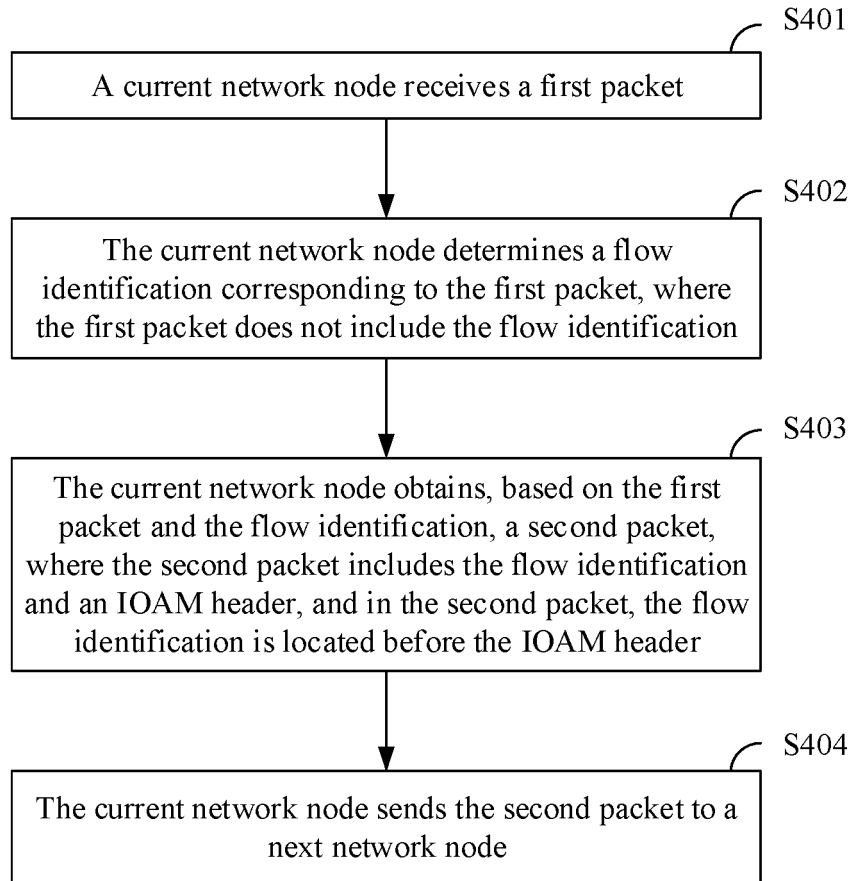 S401
A current network node receives a first packet
S402
The current network node determines a flow
identification corresponding to the first packet, where
the first packet does not include the flow identification
S403
The current network node obtains, based on the first
packet and the flow identification, a second packet,
where the second packet includes the flow identification
and an IOAM header, and in the second packet, the flow
identification is located before the IOAM header
S404
The current network node sends the second packet to a
next network node